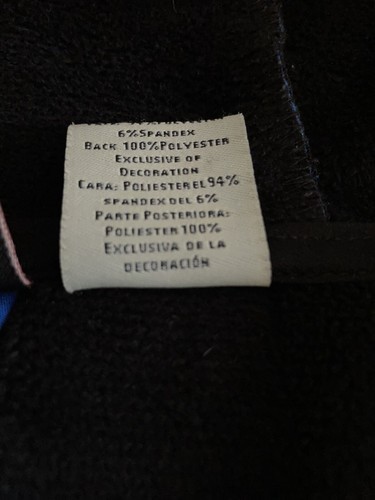 6% SPANDEX
BACK 100% POLYESTER
EXCLUSIVE OF
DECORATION
CARA: POLIESTER EL 94%
SPANDEX DEL 6%
PARTE POSTERIORA:
POLIESTER 100%
EXCLUSIVA DE LA
DECORACIÓN